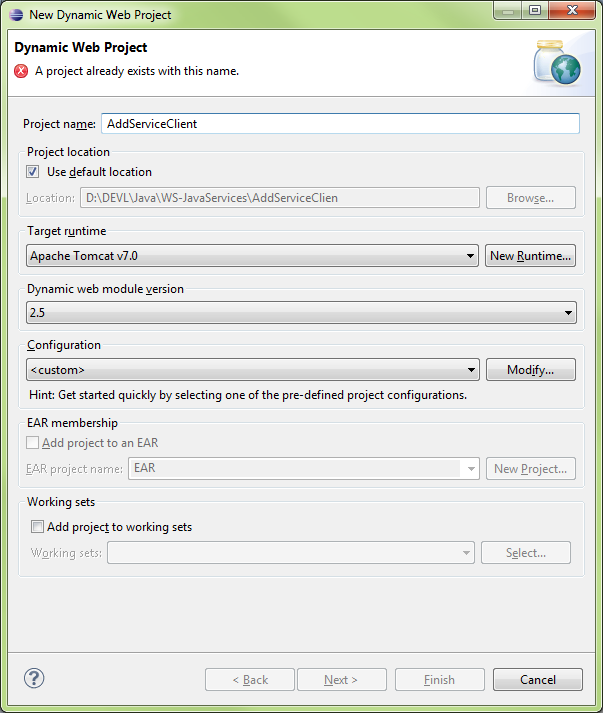 New Dynamic Web Project
Dynamic Web Project
A project already exists with this name.
Project name: AddServiceClient
Project location
Use default location
Location: D:\DEVL\Java\WS-JavaServices\AddServiceClien Browse...
Target runtime
Apache Tomcat v7.0 New Runtime...
Dynamic web module version
2.5
Configuration
<custom> Modify...
Hint: Get started quickly by selecting one of the pre-defined project configurations.
EAR membership
Add project to an EAR
EAR project name: EAR New Project...
Working sets
Add project to working sets
Working sets: Select...
? < Back Next > Finish Cancel